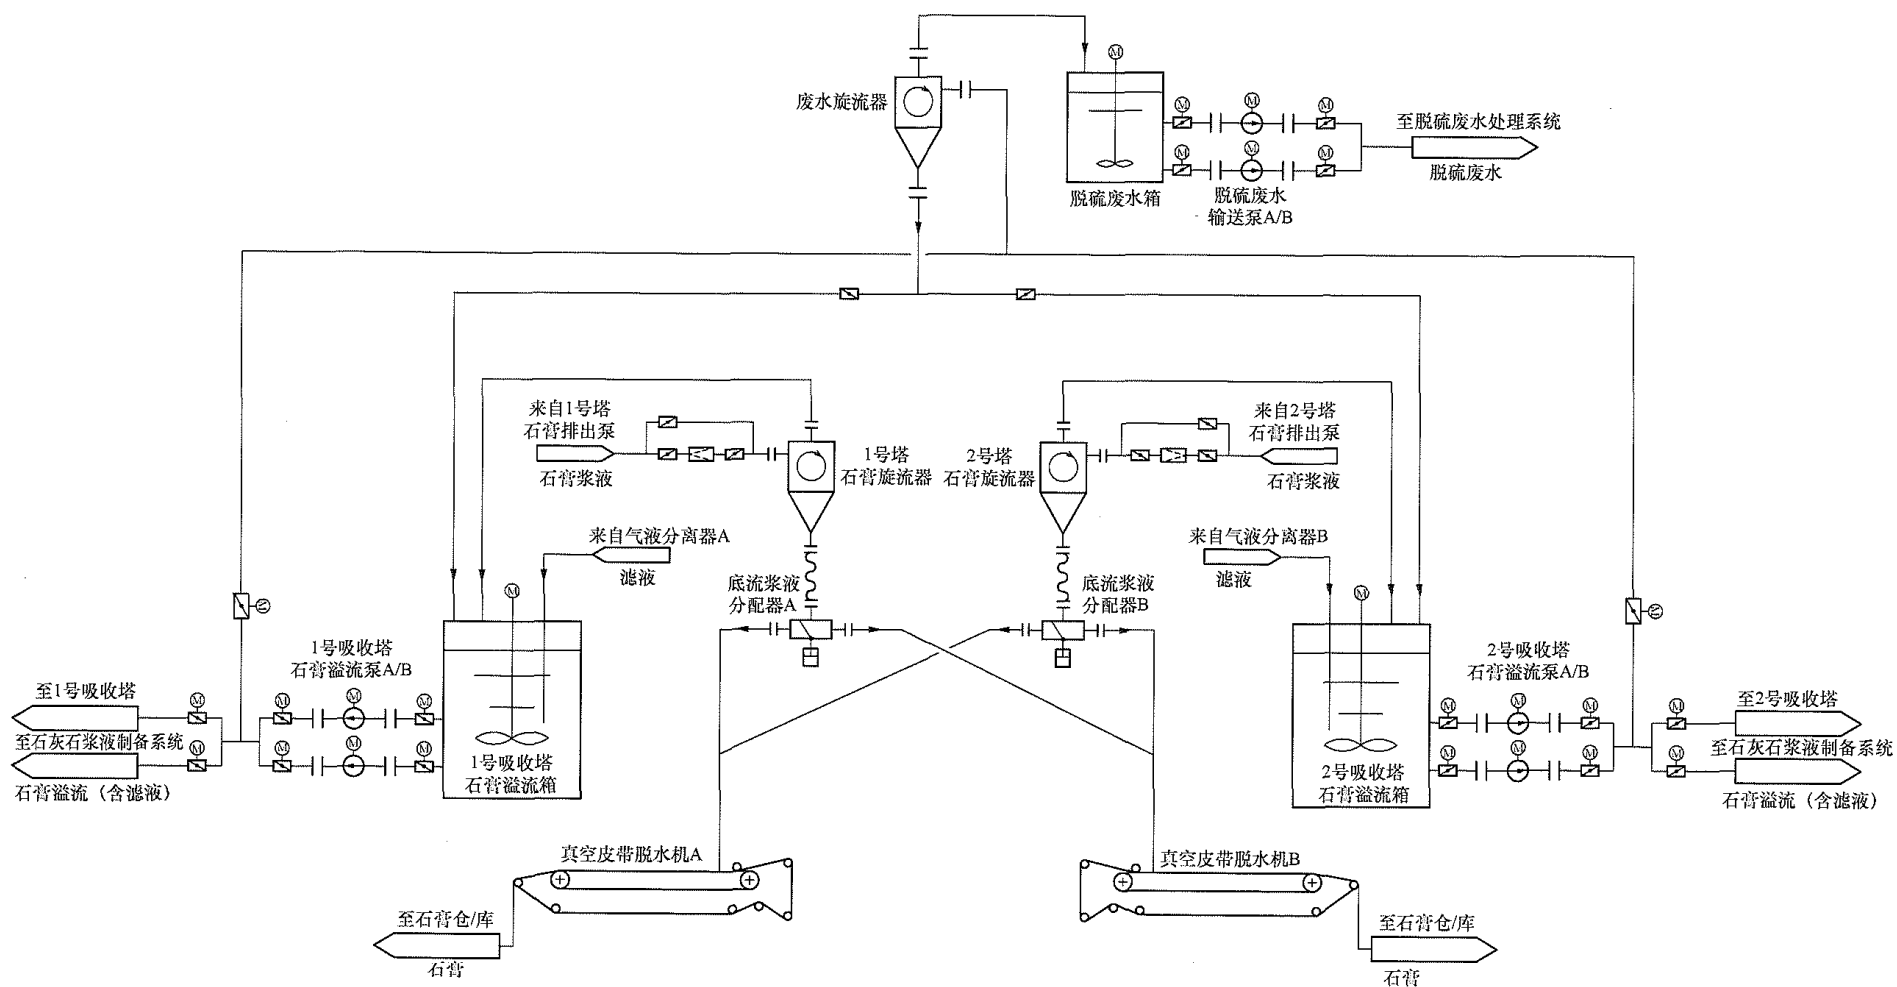 M
废水旋流器
M
M
M
M
至脱硫废水处理系统
M
M
M
脱硫废水
脱硫废水箱
脱硫废水
输送泵A/B
来自1号塔
石膏排出泵
石膏浆液
1号塔
石膏旋流器
2号塔
石膏旋流器
来自2号塔
石膏排出泵
石膏浆液
来自气液分离器A
滤液
来自气液分离器B
滤液
底流浆液
分配器A
底流浆液
分配器B
M
M
M
M
1号吸收塔
石膏溢流泵A/B
2号吸收塔
石膏溢流泵A/B
至1号吸收塔
M
M
M
M
至石灰石浆液制备系统
M
M
M
M
石膏溢流（含滤液）
1号吸收塔
石膏溢流箱
M
M
M
M
至2号吸收塔
M
M
M
M
至石灰石浆液制备系统
石膏溢流（含滤液）
2号吸收塔
石膏溢流箱
真空皮带脱水机A
真空皮带脱水机B
至石膏仓/库
石膏
至石膏仓/库
石膏